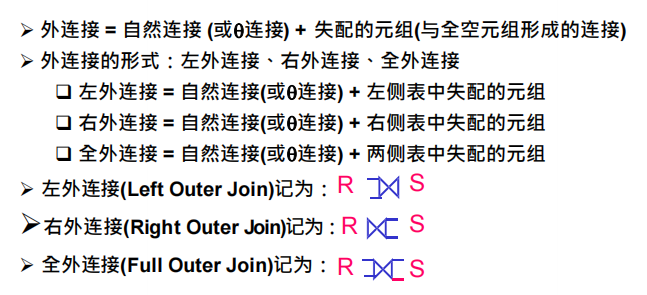 ➢ 外连接 = 自然连接 (或θ连接) + 失配的元组(与全空元组形成的连接)
➢ 外连接的形式：左外连接、右外连接、全外连接
❑ 左外连接 = 自然连接(或θ连接) + 左侧表中失配的元组
❑ 右外连接 = 自然连接(或θ连接) + 右侧表中失配的元组
❑ 全外连接 = 自然连接(或θ连接) + 两侧表中失配的元组
➢ 左外连接(Left Outer Join)记为：R ⟕ S
➢右外连接(Right Outer Join)记为：R ⟖ S
➢ 全外连接(Full Outer Join)记为： R ⟗ S